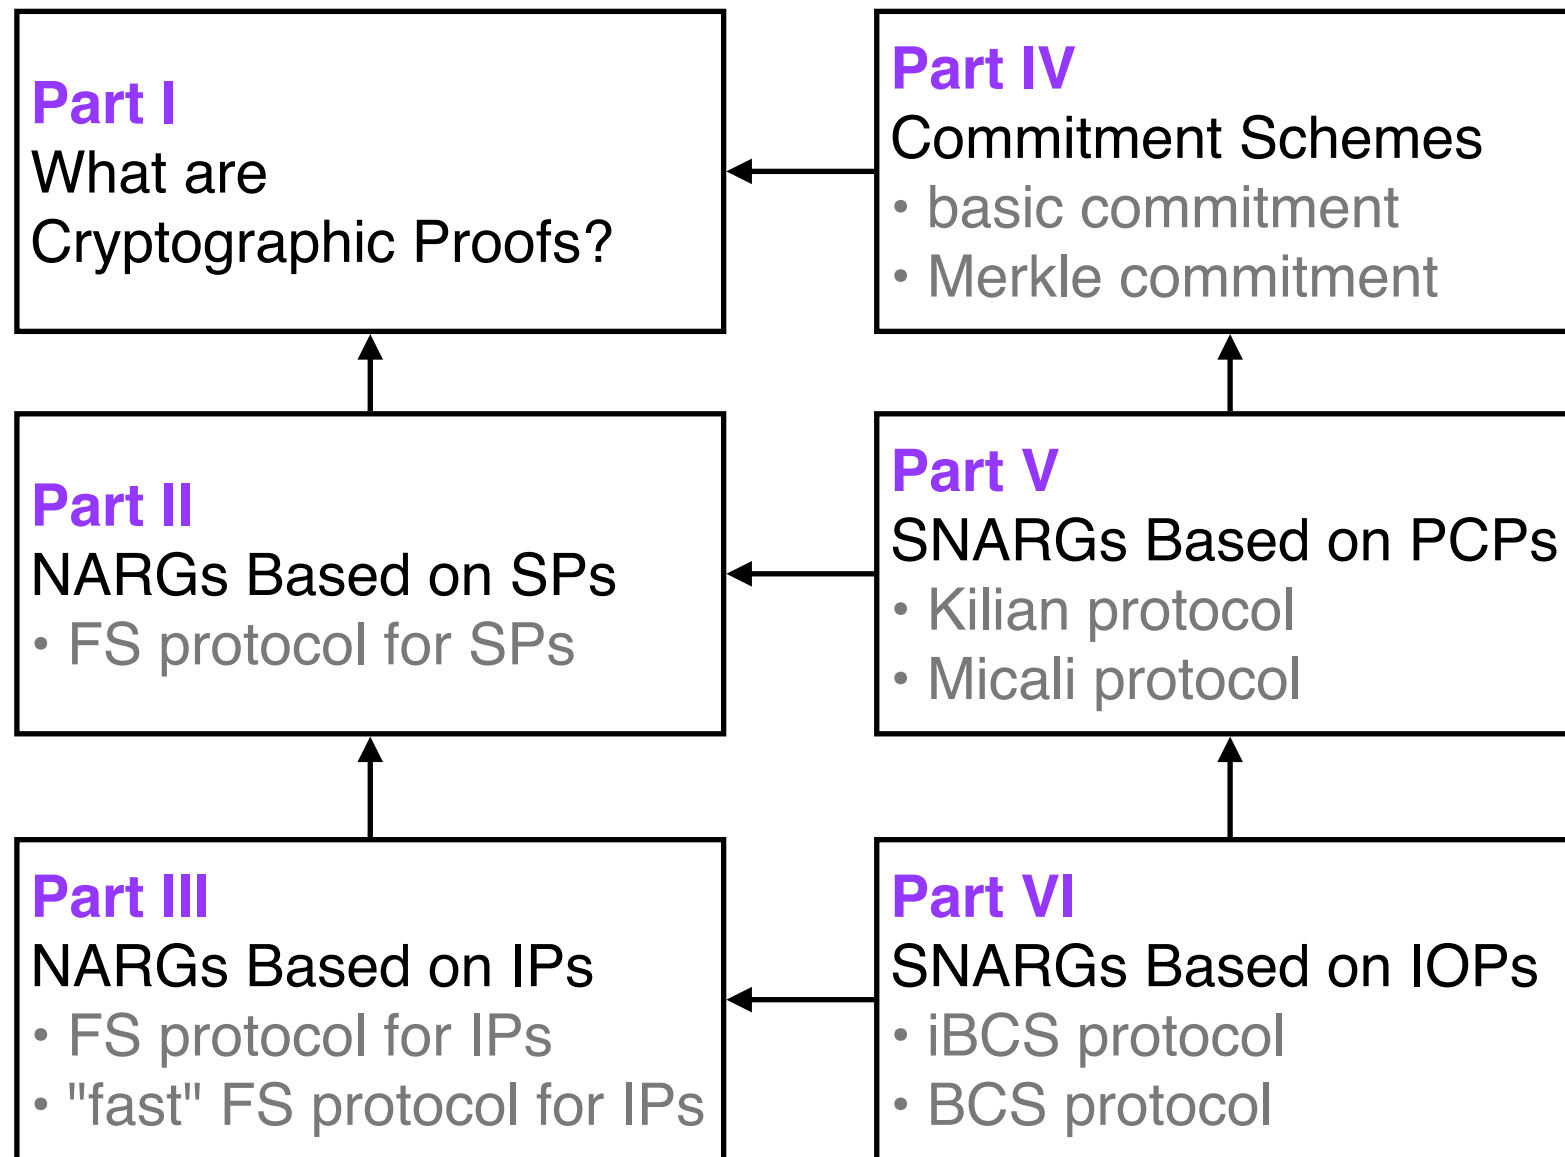 Part I
What are
Cryptographic Proofs?
Part IV
Commitment Schemes
• basic commitment
• Merkle commitment
Part II
NARGs Based on SPs
• FS protocol for SPs
Part V
SNARGs Based on PCPs
• Kilian protocol
• Micali protocol
Part III
NARGs Based on IPs
• FS protocol for IPs
• "fast" FS protocol for IPs
Part VI
SNARGs Based on IOPs
• iBCS protocol
• BCS protocol